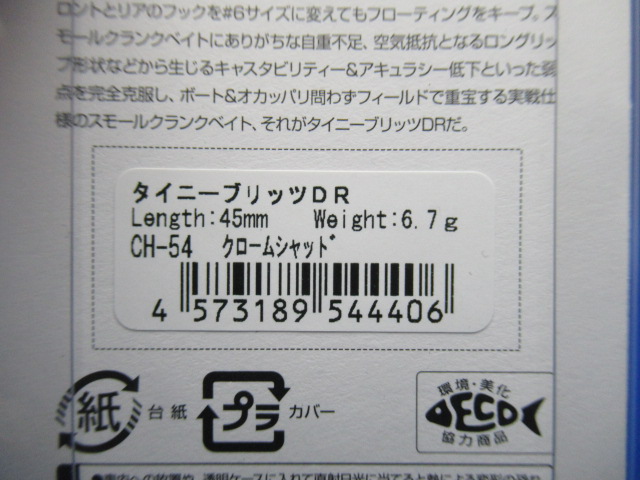 ロントとリアのフックを#6サイズに変えてもフローティングをキープ。ス
モールクランクベイトにありがちな自重不足、空気抵抗となるロングリッ
プ形状などから生じるキャスタビリティー&アキュラシー低下といった弱
点を完全克服し、ボート&オカッパリ問わずフィールドで重宝する実戦仕
様のスモールクランクベイト、それがタイニーブリッツDRだ。
タイニーブリッツDR
Length:45mm Weight:6.7g
CH-54 クロームシャッド
4 573189 544406
紙 台紙 プラ カバー
環境・美化
ECO
協力商品